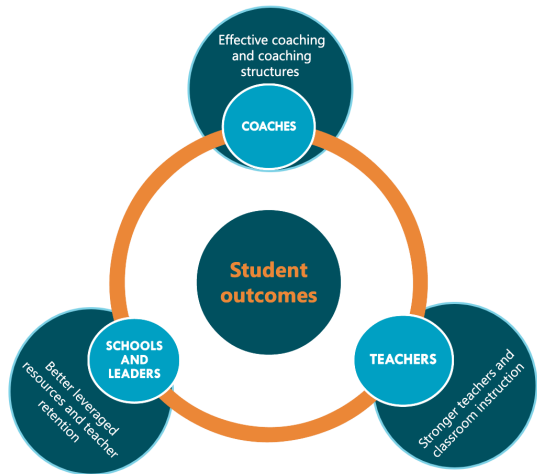 Effective coaching
and coaching
structures
COACHES
Student
outcomes
SCHOOLS
AND
LEADERS
Better leveraged
resources and teacher
retention
TEACHERS
Stronger teachers and
classroom instruction